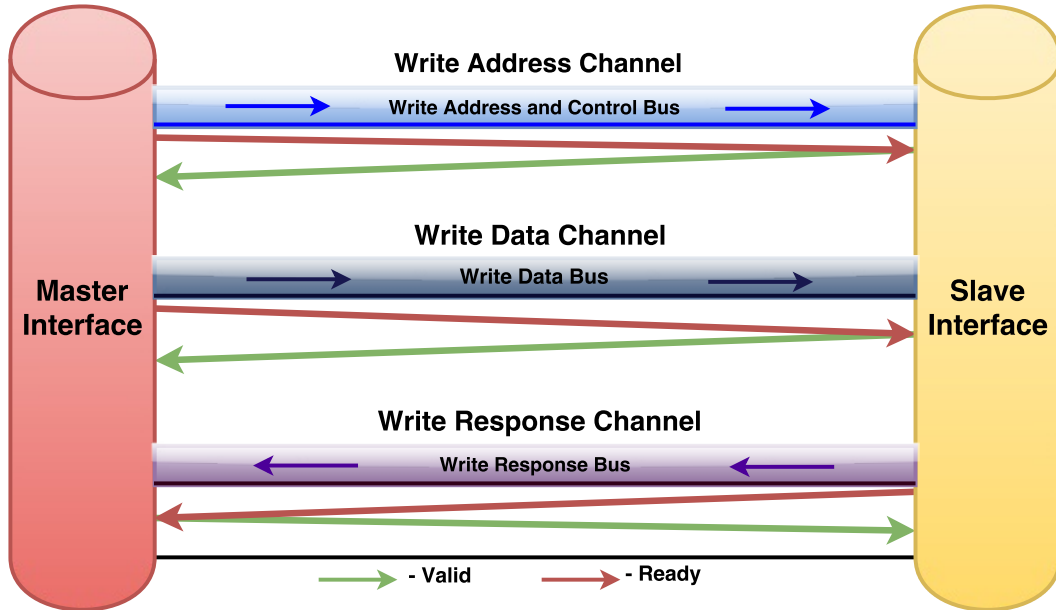 Write Address Channel
Write Address and Control Bus
Write Data Channel
Write Data Bus
Master
Interface
Slave
Interface
Write Response Channel
Write Response Bus
- Valid
- Ready